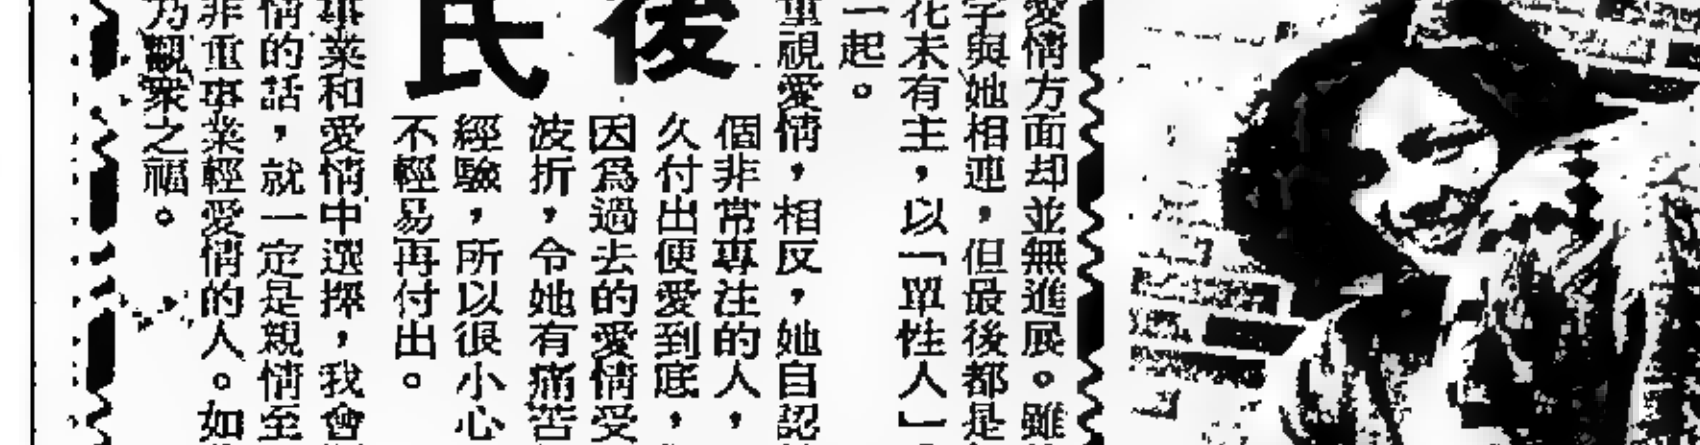 愛情方面却並無進展。雖
字與她相連，但最後都是
花未有主，以「單性人」
一起。
重視愛情，相反，她自認
個非常專注的人，
久付出便愛到底，
因為過去的愛情受
波折，令她有痛苦
經驗，所以很小心
不輕易再付出。
後
民
事業和愛情中選擇，我會
情的話，就一定是親情至
非重事業輕愛情的人。如
乃觀衆之福。